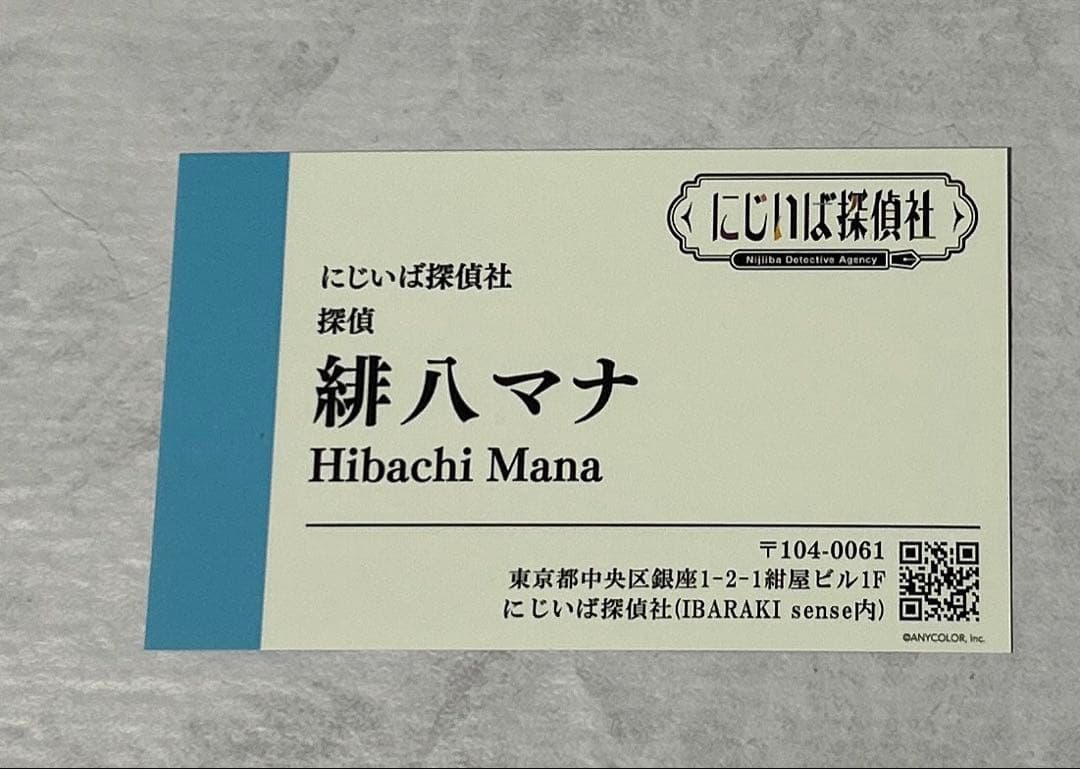 にじいば探偵社
Nijiiba Detective Agency
にじいば探偵社
探偵
緋八マナ
Hibachi Mana
〒104-0061
東京都中央区銀座1-2-1紺屋ビル1F
にじいば探偵社(IBARAKI sense内)
©ANYCOLOR, Inc.